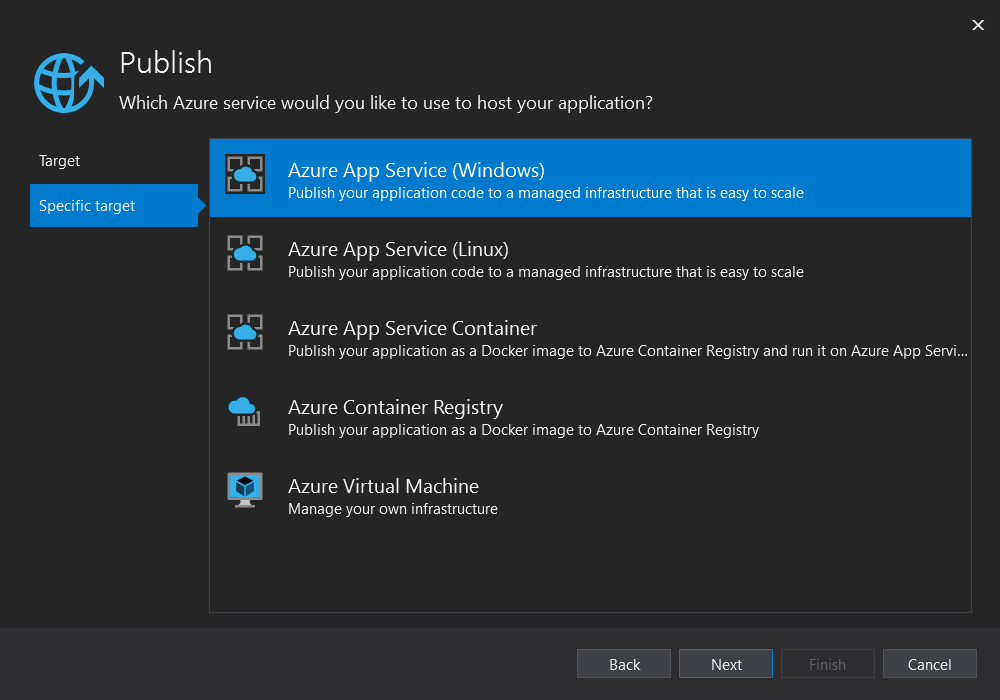 Publish
Which Azure service would you like to use to host your application?
Target
Specific target
Azure App Service (Windows)
Publish your application code to a managed infrastructure that is easy to scale
Azure App Service (Linux)
Publish your application code to a managed infrastructure that is easy to scale
Azure App Service Container
Publish your application as a Docker image to Azure Container Registry and run it on Azure App Servi...
Azure Container Registry
Publish your application as a Docker image to Azure Container Registry
Azure Virtual Machine
Manage your own infrastructure
Back
Next
Finish
Cancel